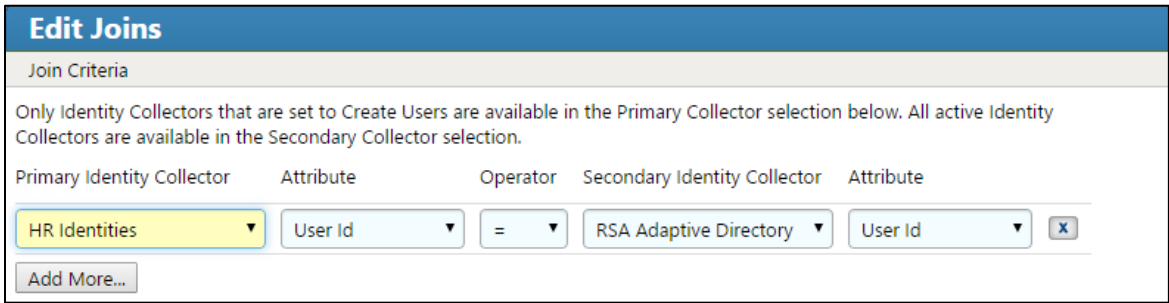 Edit Joins
Join Criteria
Only Identity Collectors that are set to Create Users are available in the Primary Collector selection below. All active Identity
Collectors are available in the Secondary Collector selection.
Primary Identity Collector Attribute Operator Secondary Identity Collector Attribute
HR Identities User Id = RSA Adaptive Directory User Id x
Add More...